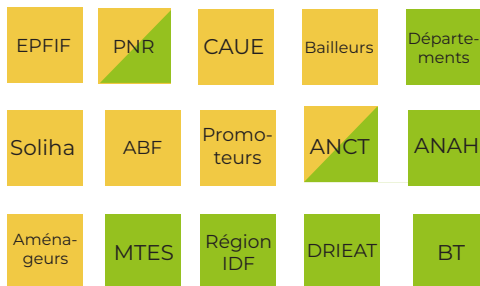 EPFIF
PNR
CAUE
Bailleurs
Départe-
ments
Soliha
ABF
Promo-
teurs
ANCT
ANAH
Aména-
geurs
MTES
Région
IDF
DRIEAT
BT